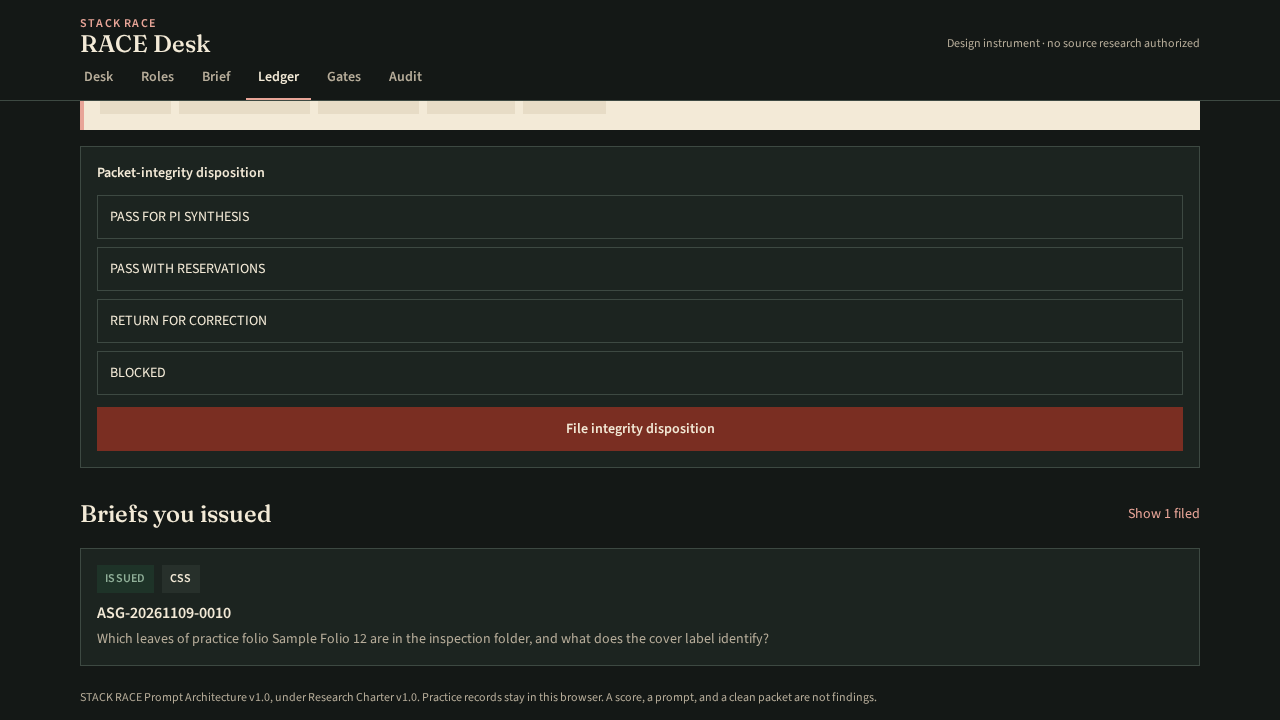 STACK RACE
RACE Desk
Design instrument · no source research authorized
Desk Roles Brief Ledger Gates Audit
Packet-integrity disposition
PASS FOR PI SYNTHESIS
PASS WITH RESERVATIONS
RETURN FOR CORRECTION
BLOCKED
File integrity disposition
Briefs you issued
Show 1 filed
ISSUED CSS
ASG-20261109-0010
Which leaves of practice folio Sample Folio 12 are in the inspection folder, and what does the cover label identify?
STACK RACE Prompt Architecture v1.0, under Research Charter v1.0. Practice records stay in this browser. A score, a prompt, and a clean packet are not findings.